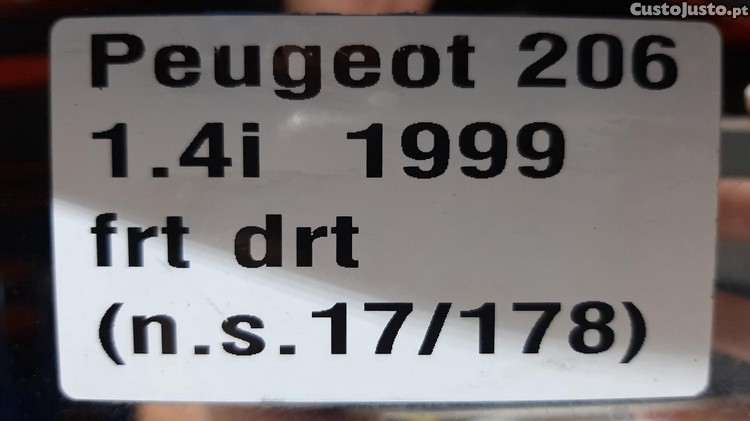 CustoJusto.pt
Peugeot 206
1.4i 1999
frt drt
(n.s.17/178)